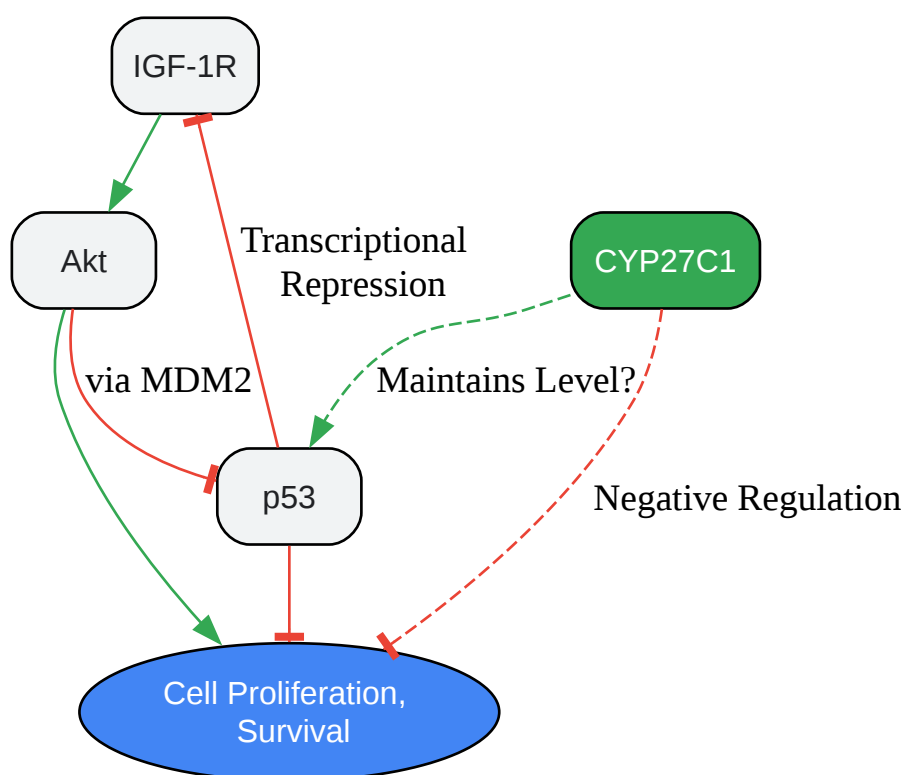 IGF-1R
Transcriptional
Repression
Akt
CYP27C1
via MDM2
Maintains Level?
p53
Negative Regulation
Cell Proliferation,
Survival